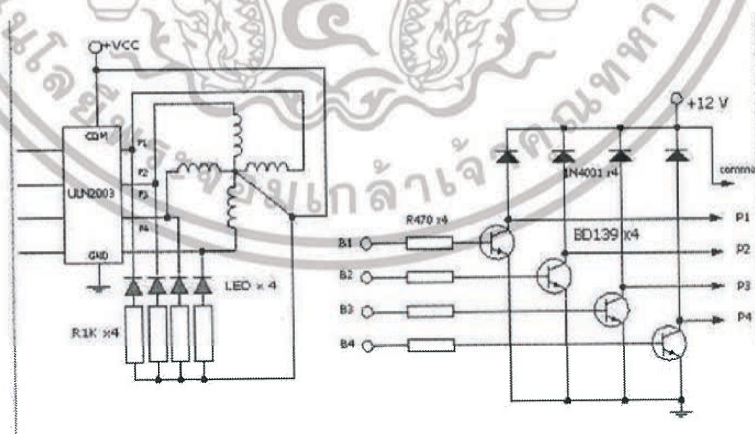 +VCC
COM
P1
P2
ULN2003
P3
P4
GND
LED x 4
R1K x4
+12 V
1N4001 x4
P1
R470 x4
B1
BD139 x4
P2
B2
B3
P3
B4
P4